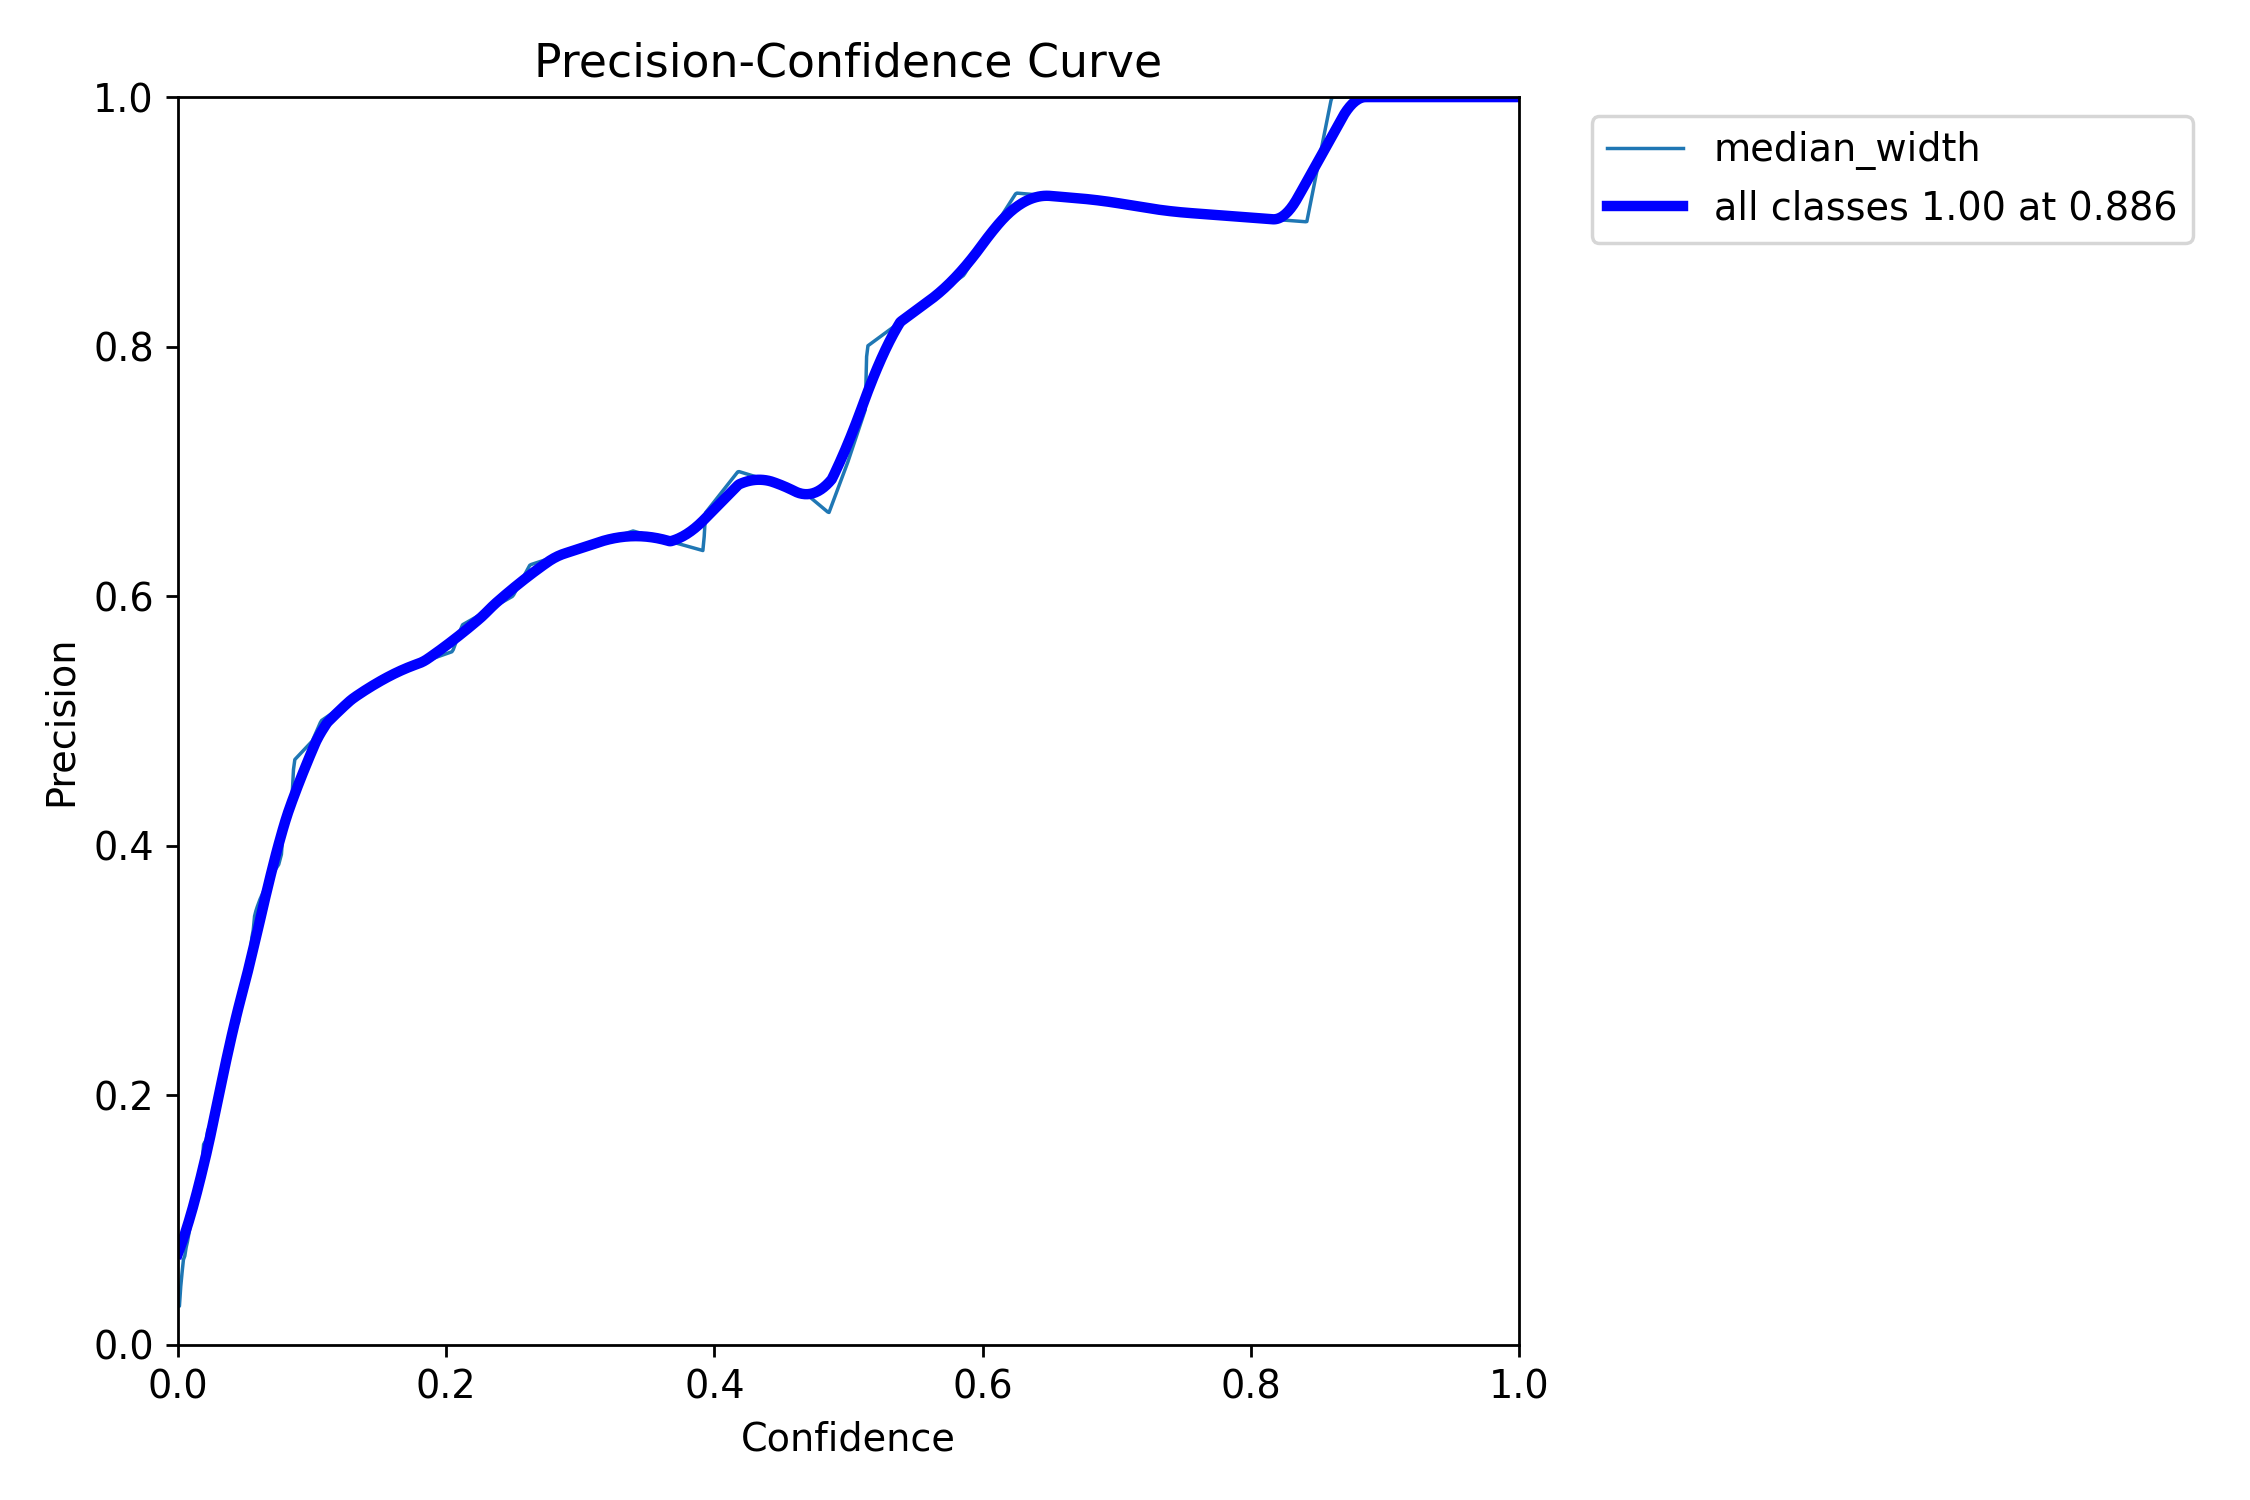 Precision-Confidence Curve
median_width
all classes 1.00 at 0.886
Precision
1.0
0.8
0.6
0.4
0.2
0.0
0.0 0.2 0.4 0.6 0.8 1.0
Confidence